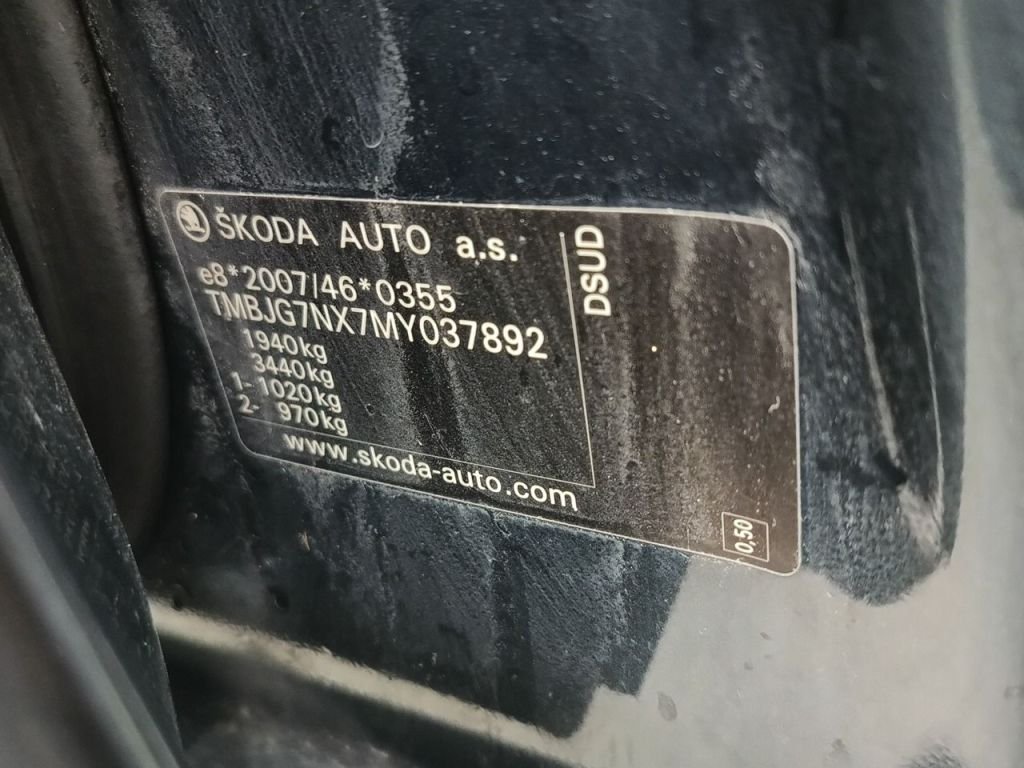 ŠKODA AUTO a.s.
e8*2007/46*0355
TMBJG7NX7MY037892
1940kg
3440kg
1- 1020kg
2- 970kg
www.skoda-auto.com
DSUD
0,50